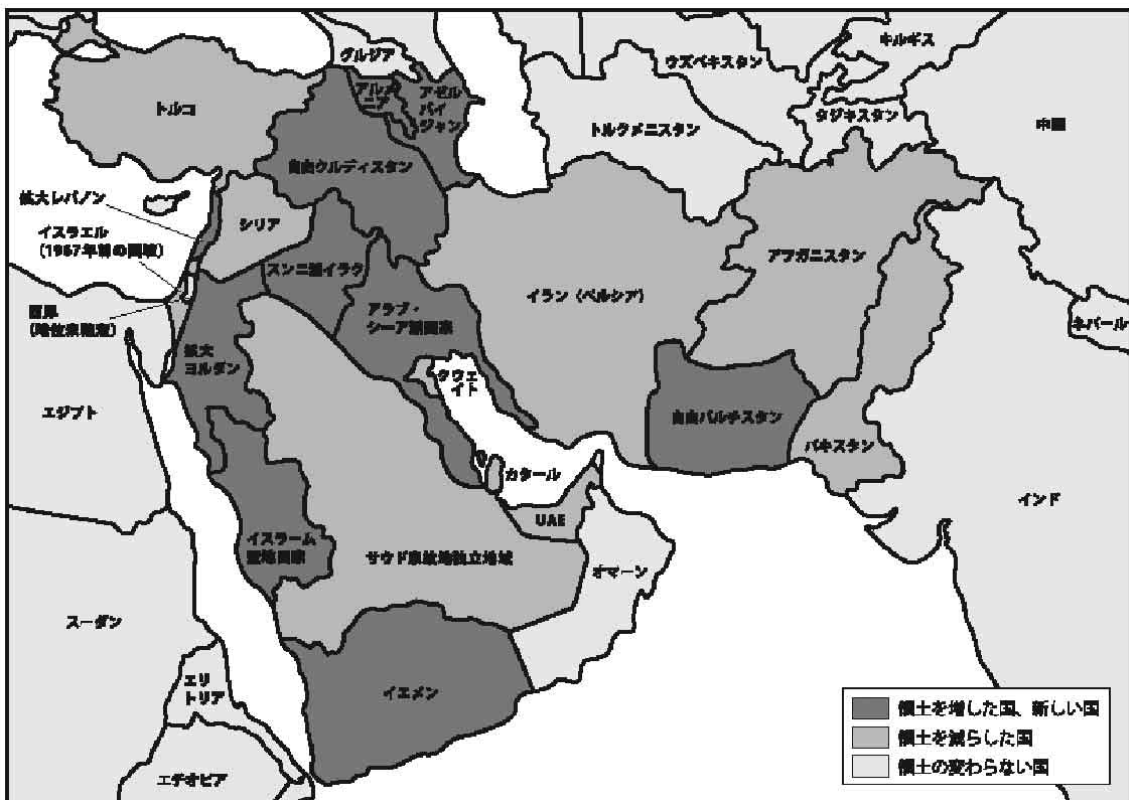 グルジア
ウズベキスタン
キルギス
アルメ
ニア
アゼル
バイ
ジャン
タジキスタン
トルコ
トルクメニスタン
中国
自由クルディスタン
拡大レバノン
シリア
イスラエル
(1967年前の国境)
スンニ派イラク
アフガニスタン
アラブ・
シーア派国家
イラン（ペルシア）
西岸
(地位未確定)
ネパール
拡大
ヨルダン
クウェ
イト
エジプト
自由バルチスタン
パキスタン
カタール
インド
UAE
イスラーム
聖地国家
サウド家故地独立地域
オマーン
スーダン
エリ
トリア
イエメン
エチオピア
領土を増した国、新しい国
領土を減らした国
領土の変わらない国